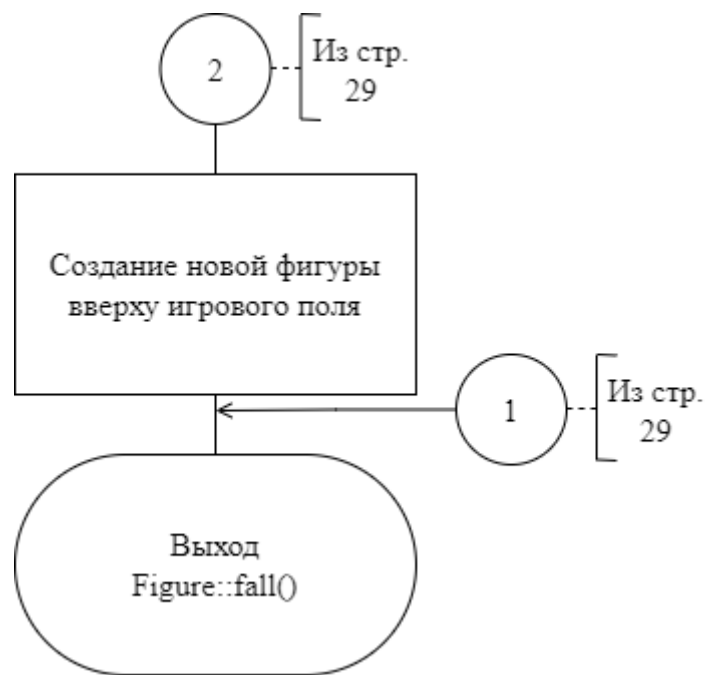 2
Из стр.
29
Создание новой фигуры
вверху игрового поля
1
Из стр.
29
Выход
Figure::fall()